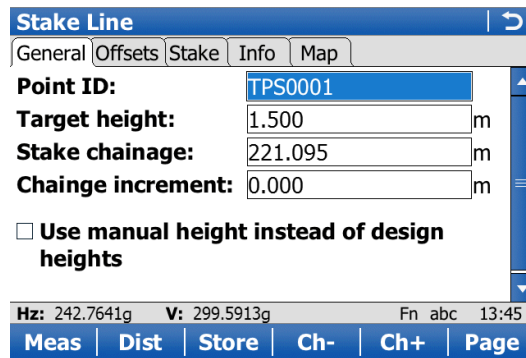 Stake Line
General Offsets Stake Info Map
Point ID: TPS0001
Target height: 1.500 m
Stake chainage: 221.095 m
Chainge increment: 0.000 m
Use manual height instead of design
heights
Hz: 242.7641g V: 299.5913g Fn abc 13:45
Meas Dist Store Ch- Ch+ Page